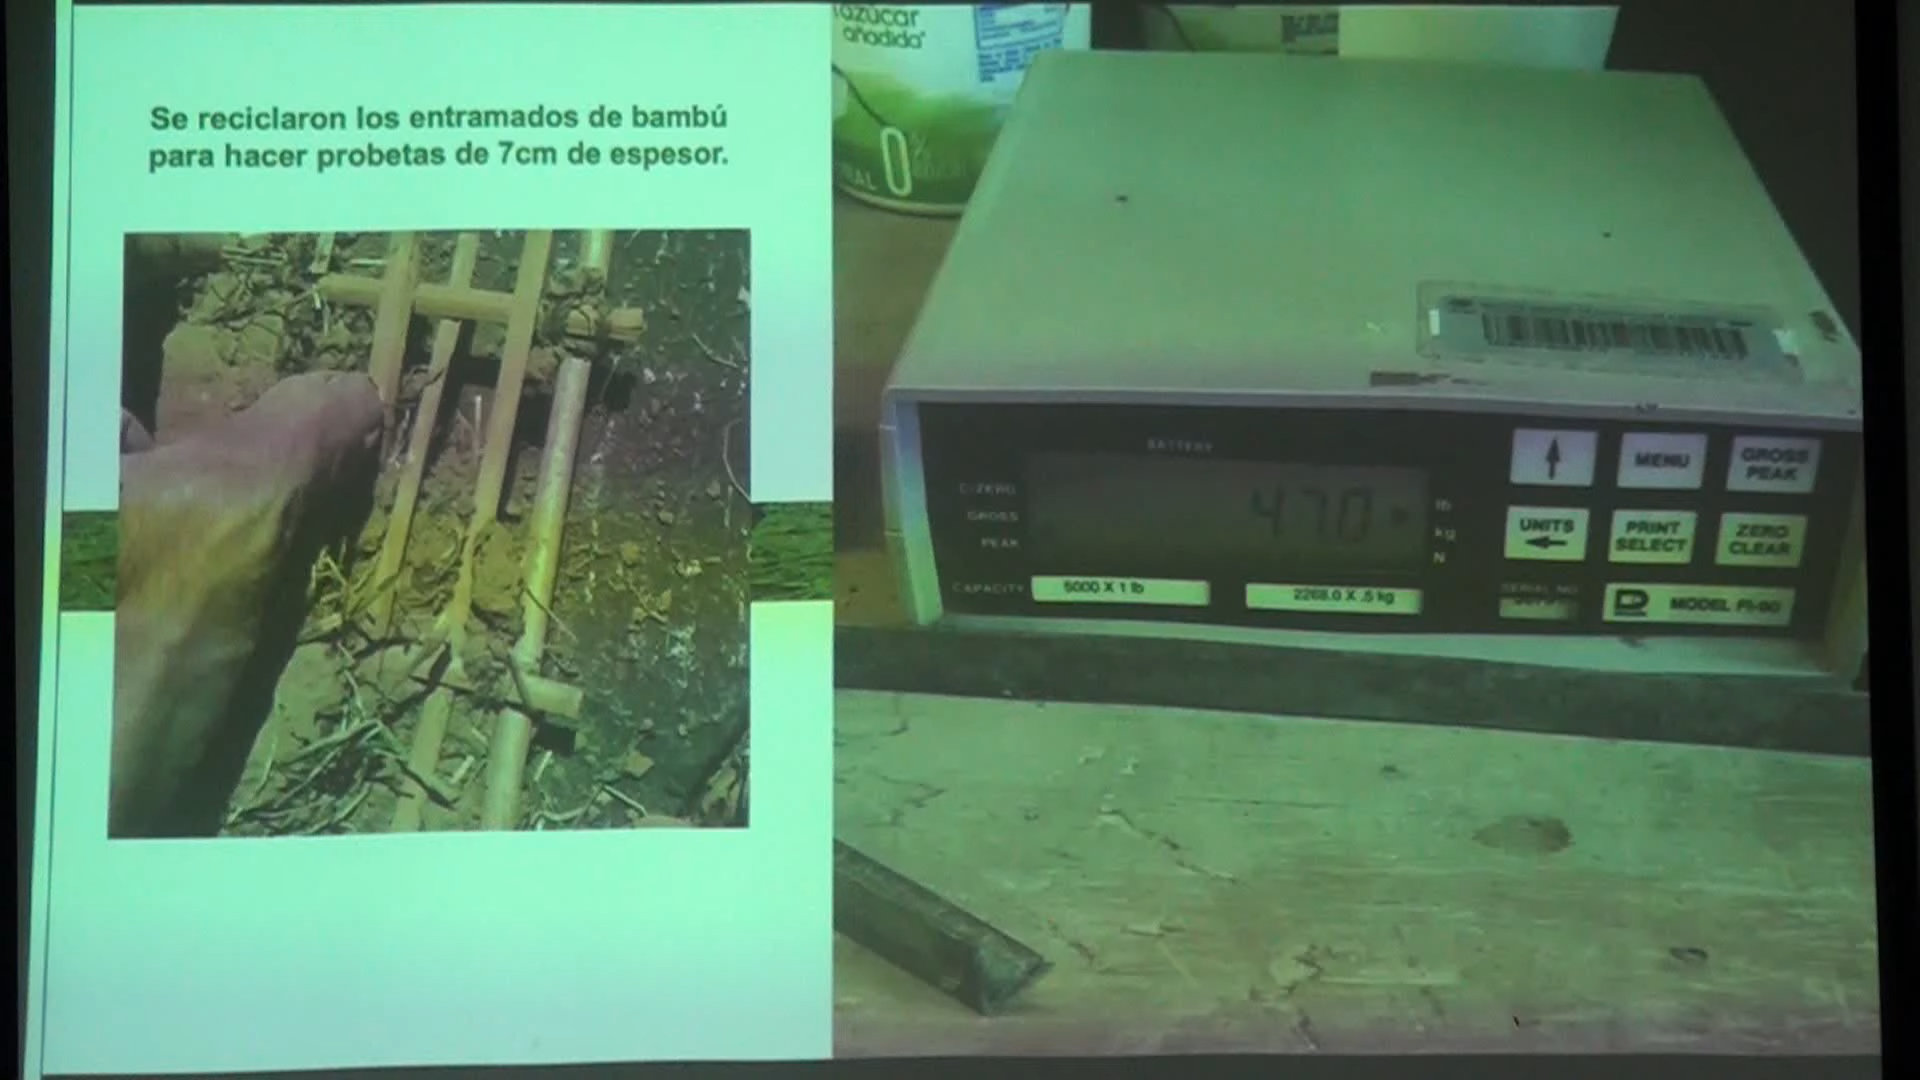 Se reciclaron los entramados de bambú
para hacer probetas de 7cm de espesor.
azúcar
añadida
0%
BATTERY
C-ZERO
GROSS
PEAK
470
lb
kg
N
CAPACITY
5000 X 1 lb
2268.0 X .5 kg
MENU
GROSS
PEAK
UNITS
PRINT
SELECT
ZERO
CLEAR
SERIAL NO
MODEL FI-90